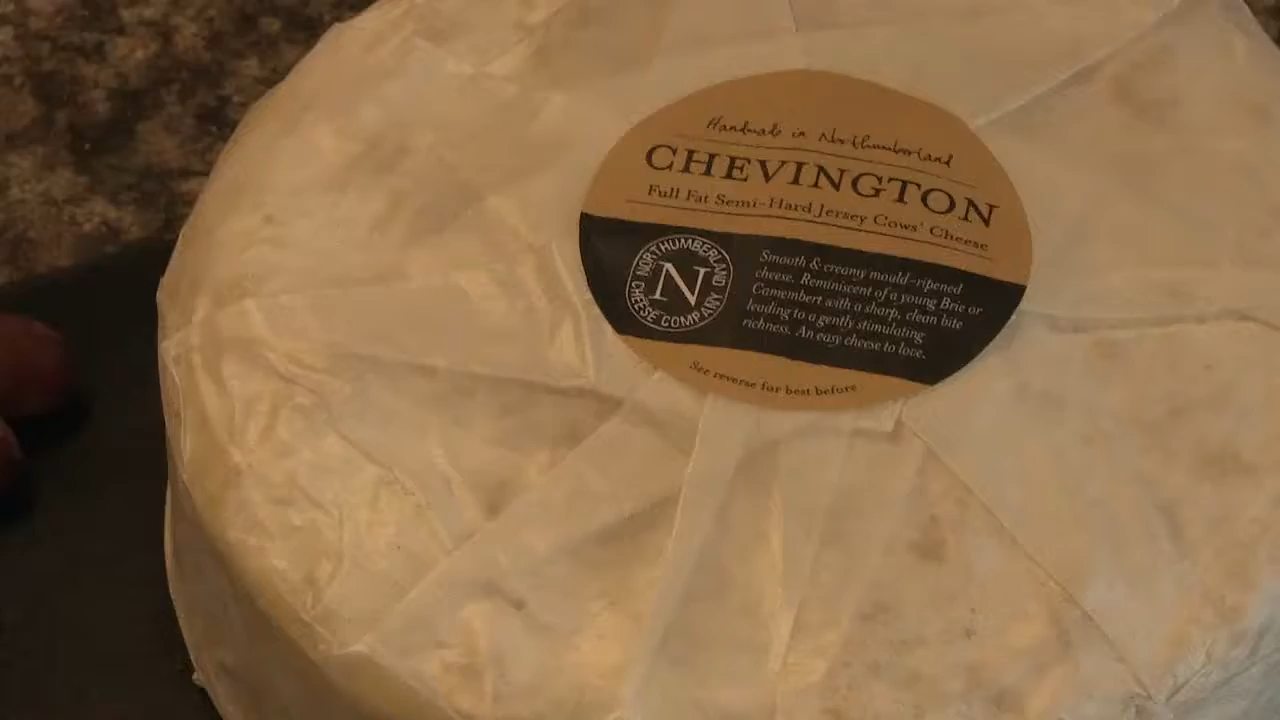 Handmade in Northumberland
CHEVINGTON
Full Fat Semi-Hard Jersey Cows' Cheese
NORTHUMBERLAND
N
CHEESE COMPANY
Smooth & creamy mould-ripened
cheese. Reminiscent of a young Brie or
Camembert with a sharp, clean bite
leading to a gently stimulating
richness. An easy cheese to love.
See reverse for best before